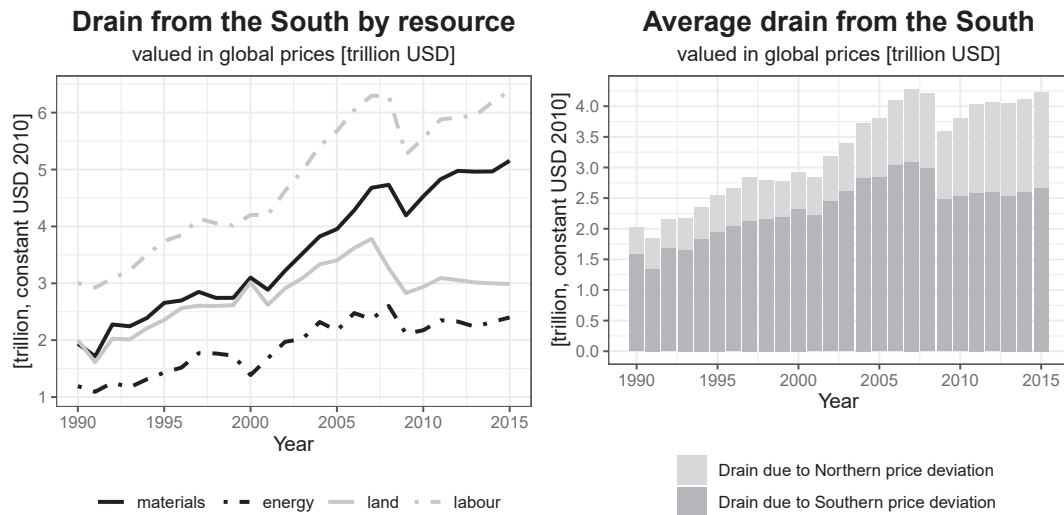 Drain from the South by resource
valued in global prices [trillion USD]
[trillion, constant USD 2010]
6
5
4
3
2
1
1990 1995 2000 2005 2010 2015
Year
materials energy land labour
Average drain from the South
valued in global prices [trillion USD]
[trillion, constant USD 2010]
4.0
3.5
3.0
2.5
2.0
1.5
1.0
0.5
0.0
1990 1995 2000 2005 2010 2015
Year
Drain due to Northern price deviation
Drain due to Southern price deviation